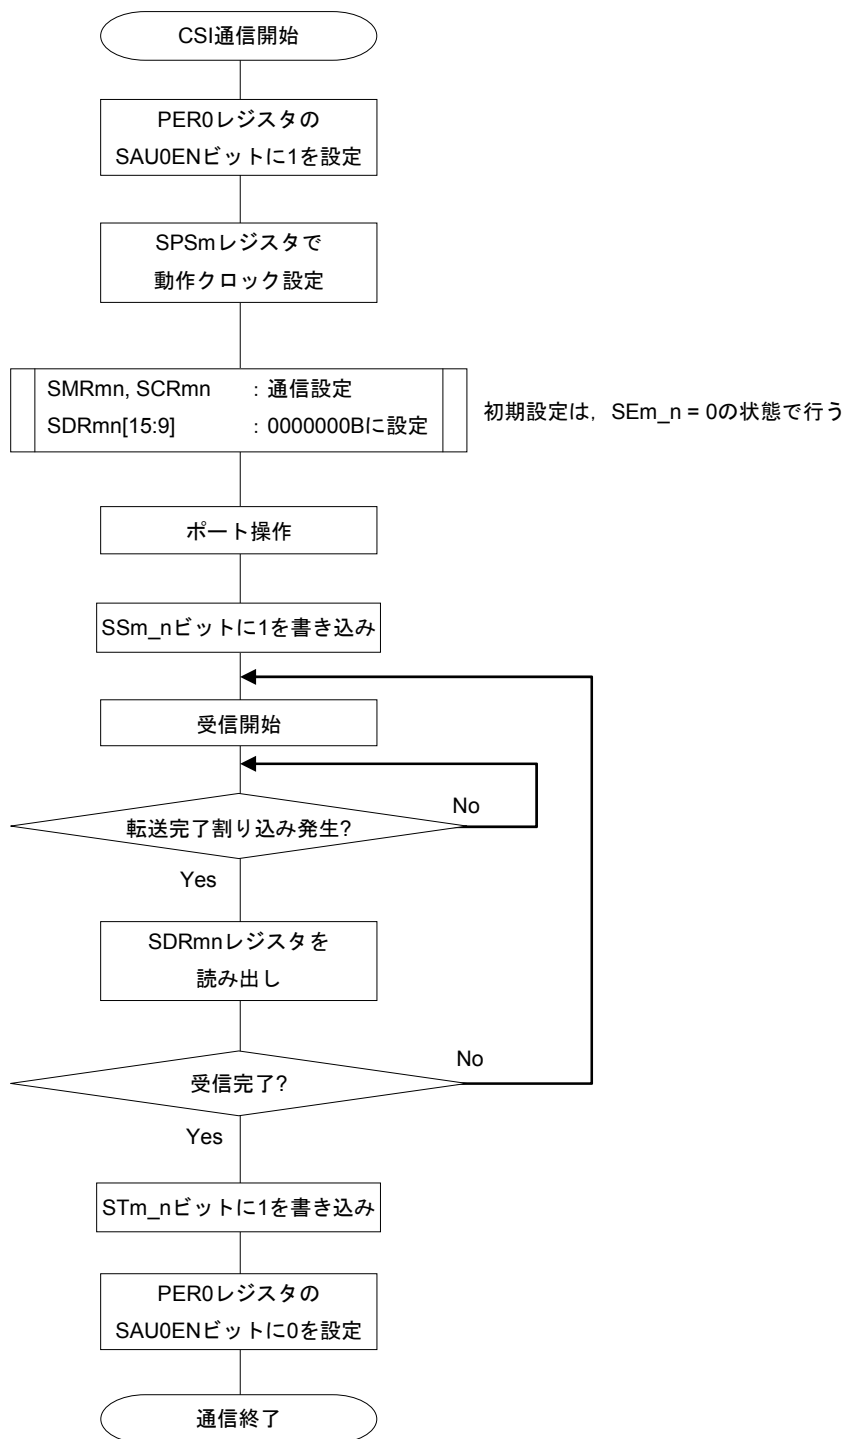 CSI通信開始
PER0レジスタの
SAU0ENビットに1を設定
SPSmレジスタで
動作クロック設定
SMRmn, SCRmn ：通信設定
SDRmn[15:9] ：0000000Bに設定
初期設定は，SEm_n = 0の状態で行う
ポート操作
SSm_nビットに1を書き込み
受信開始
転送完了割り込み発生?
No
Yes
SDRmnレジスタを
読み出し
受信完了?
No
Yes
STm_nビットに1を書き込み
PER0レジスタの
SAU0ENビットに0を設定
通信終了